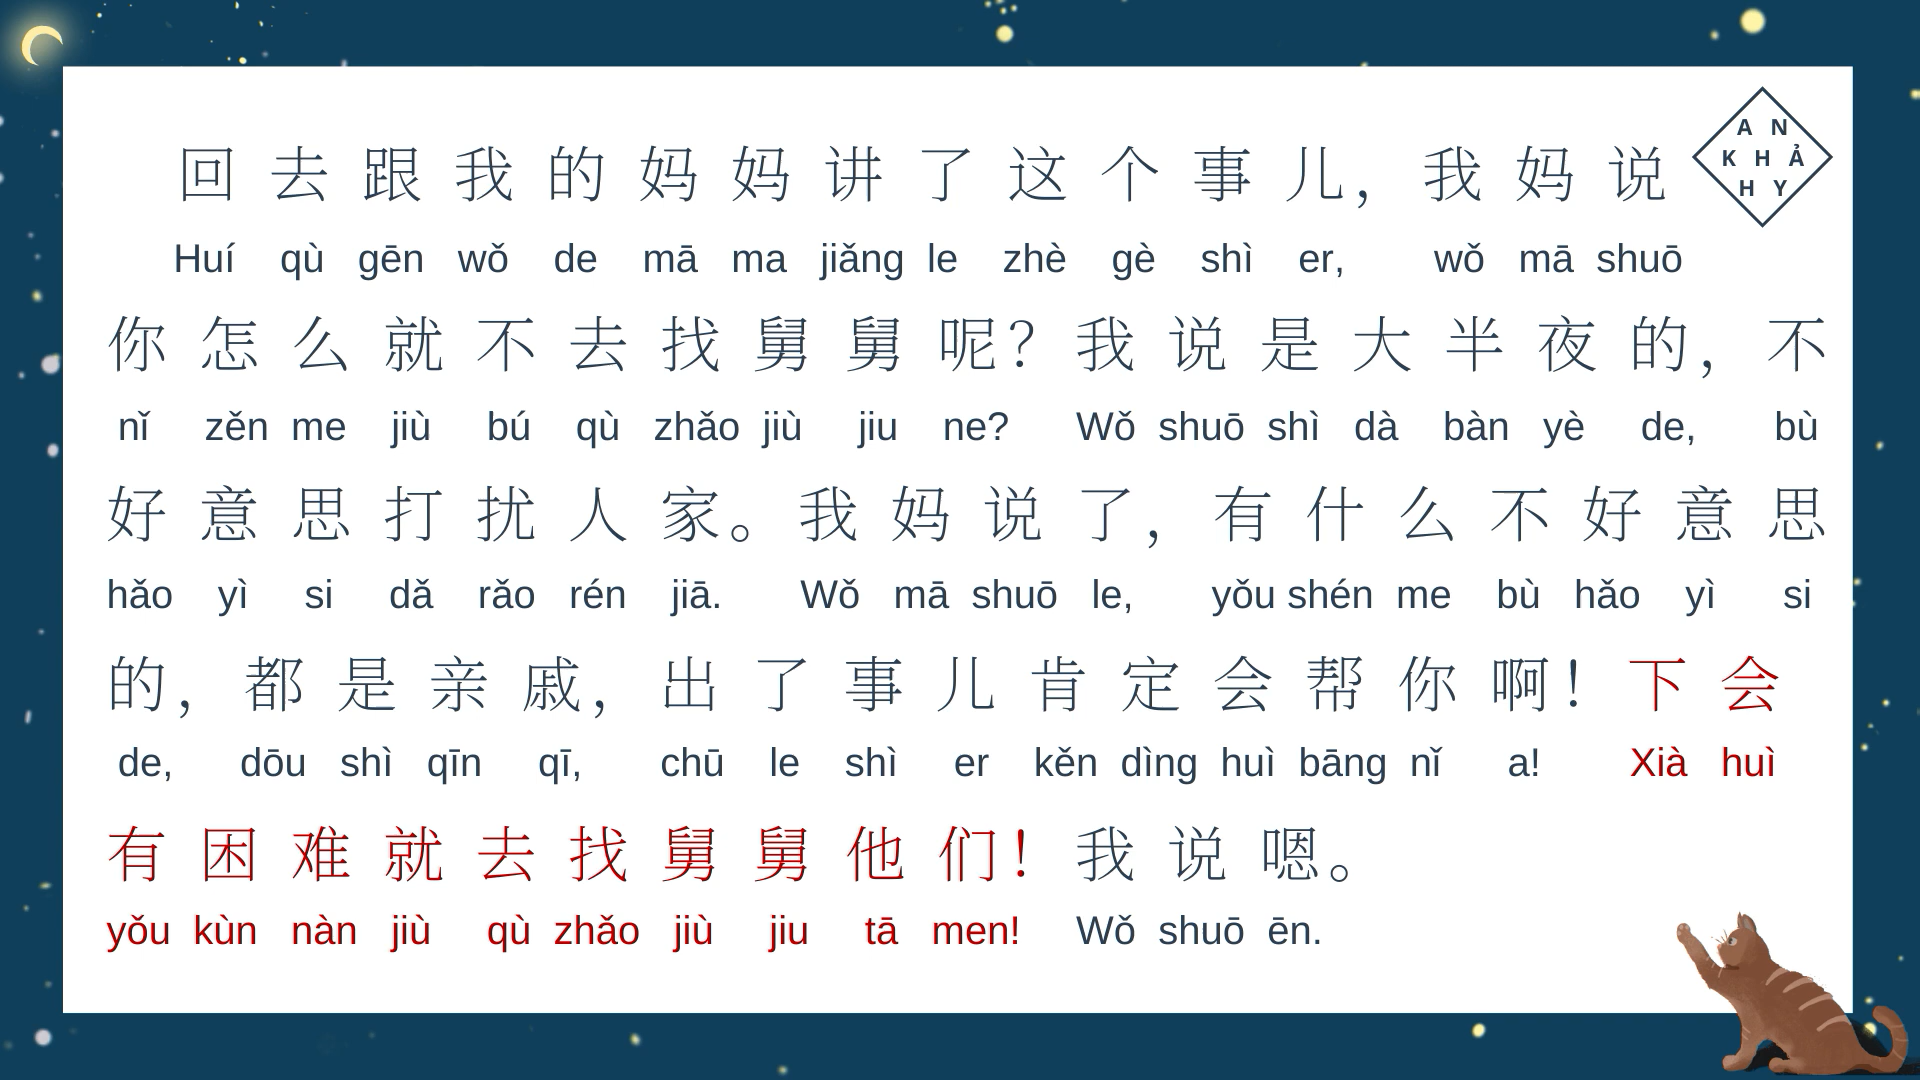 A N
K H Ả
H Y
回去跟我的妈妈讲了这个事儿，我妈说
Huí qù gēn wǒ de mā ma jiǎng le zhè gè shì er, wǒ mā shuō
你怎么就不去找舅舅呢？我说是大半夜的，不
nǐ zěn me jiù bú qù zhǎo jiù jiu ne? Wǒ shuō shì dà bàn yè de, bù
好意思打扰人家。我妈说了，有什么不好意思
hǎo yì si dǎ rǎo rén jiā. Wǒ mā shuō le, yǒu shén me bù hǎo yì si
的，都是亲戚，出了事儿肯定会帮你啊！下会
de, dōu shì qīn qī, chū le shì er kěn dìng huì bāng nǐ a! Xià huì
有困难就去找舅舅他们！我说嗯。
yǒu kùn nàn jiù qù zhǎo jiù jiu tā men! Wǒ shuō ēn.